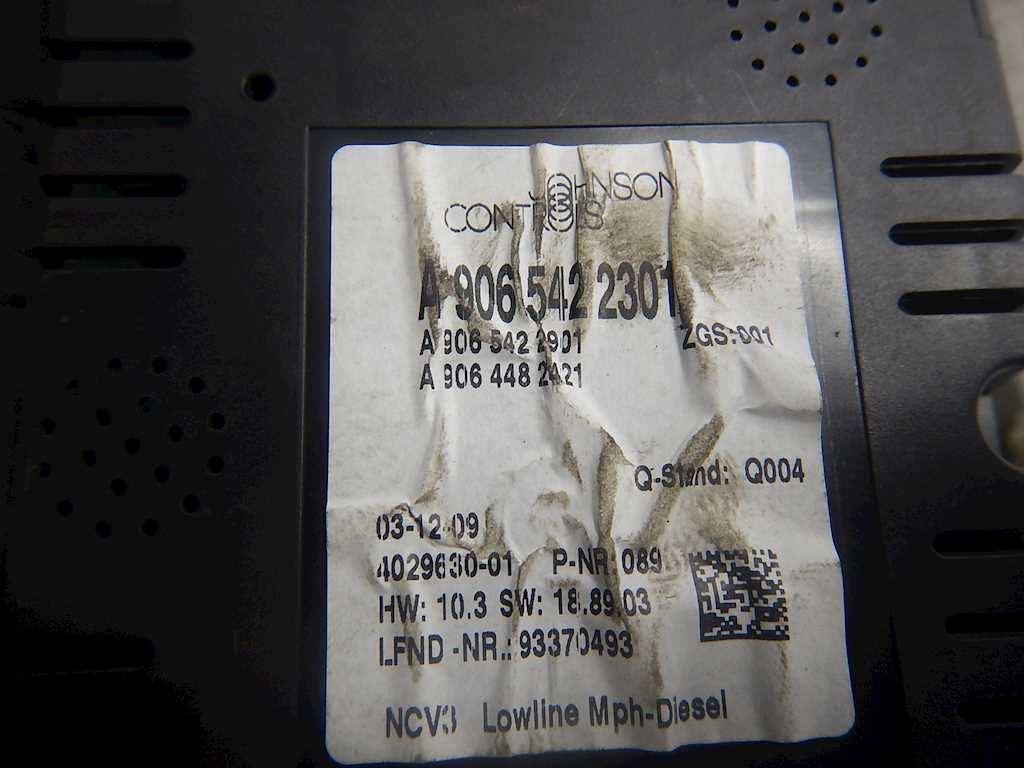 JOHNSON
CONTROLS
A 906 542 2301
A 906 542 2901
ZGS:001
A 906 448 2421
Q-Stand: Q004
03-12-09
4029630-01 P-NR:089
HW: 10.3 SW: 18.89.03
LFND -NR.: 93370493
NCV3 Lowline Mph-Diesel